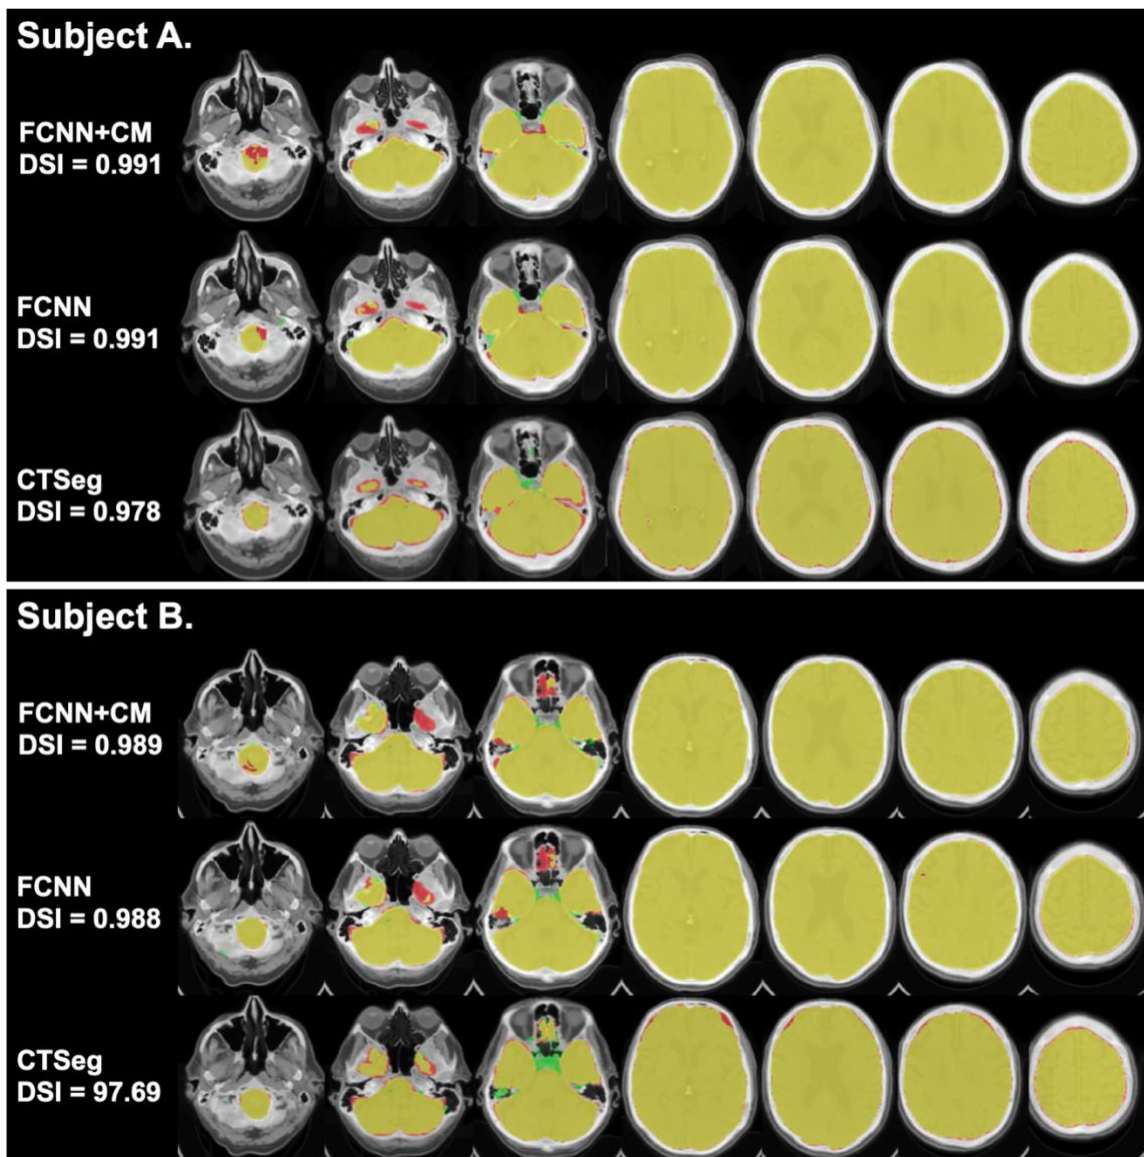 Subject A.
FCNN+CM
DSI = 0.991
FCNN
DSI = 0.991
CTSeg
DSI = 0.978
Subject B.
FCNN+CM
DSI = 0.989
FCNN
DSI = 0.988
CTSeg
DSI = 97.69